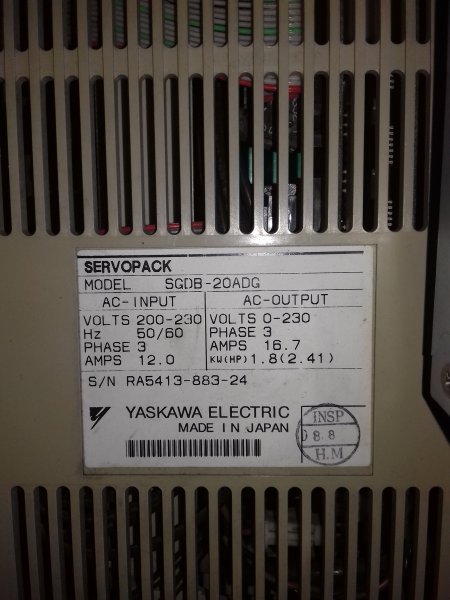 SERVOPACK
MODEL SGDB-20ADG
AC-INPUT AC-OUTPUT
VOLTS 200-230 VOLTS 0-230
Hz 50/60 PHASE 3
PHASE 3 AMPS 16.7
AMPS 12.0 KW(HP) 1.8(2.41)
S/N RA5413-883-24
YASKAWA ELECTRIC
MADE IN JAPAN
INSP
8.8
H.M